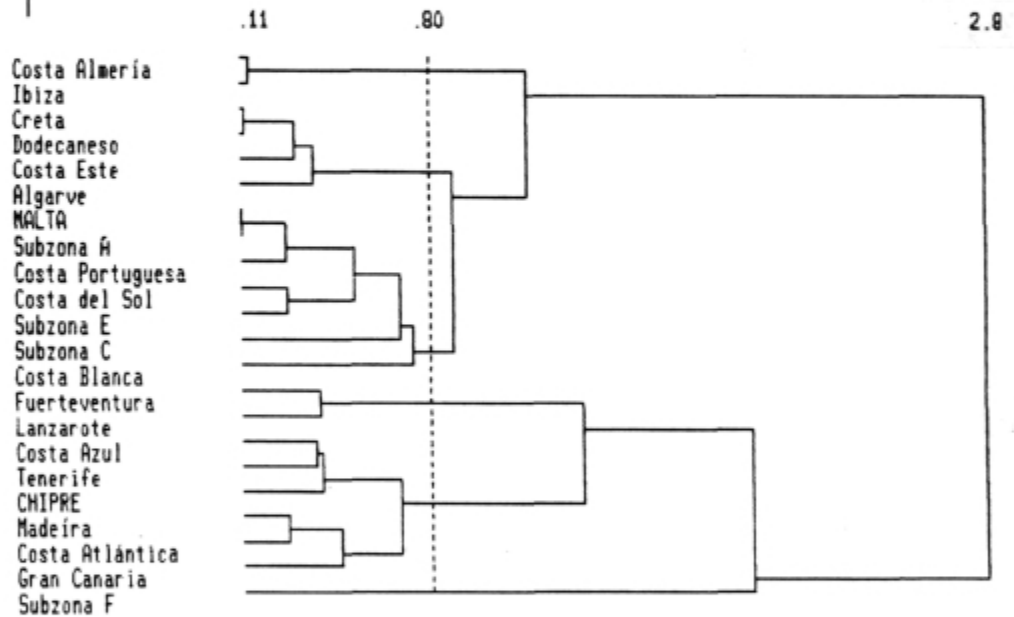 .11 .80 2.8
Costa Almería
Ibiza
Creta
Dodecaneso
Costa Este
Algarve
MALTA
Subzona A
Costa Portuguesa
Costa del Sol
Subzona E
Subzona C
Costa Blanca
Fuerteventura
Lanzarote
Costa Azul
Tenerife
CHIPRE
Madeira
Costa Atlántica
Gran Canaria
Subzona F